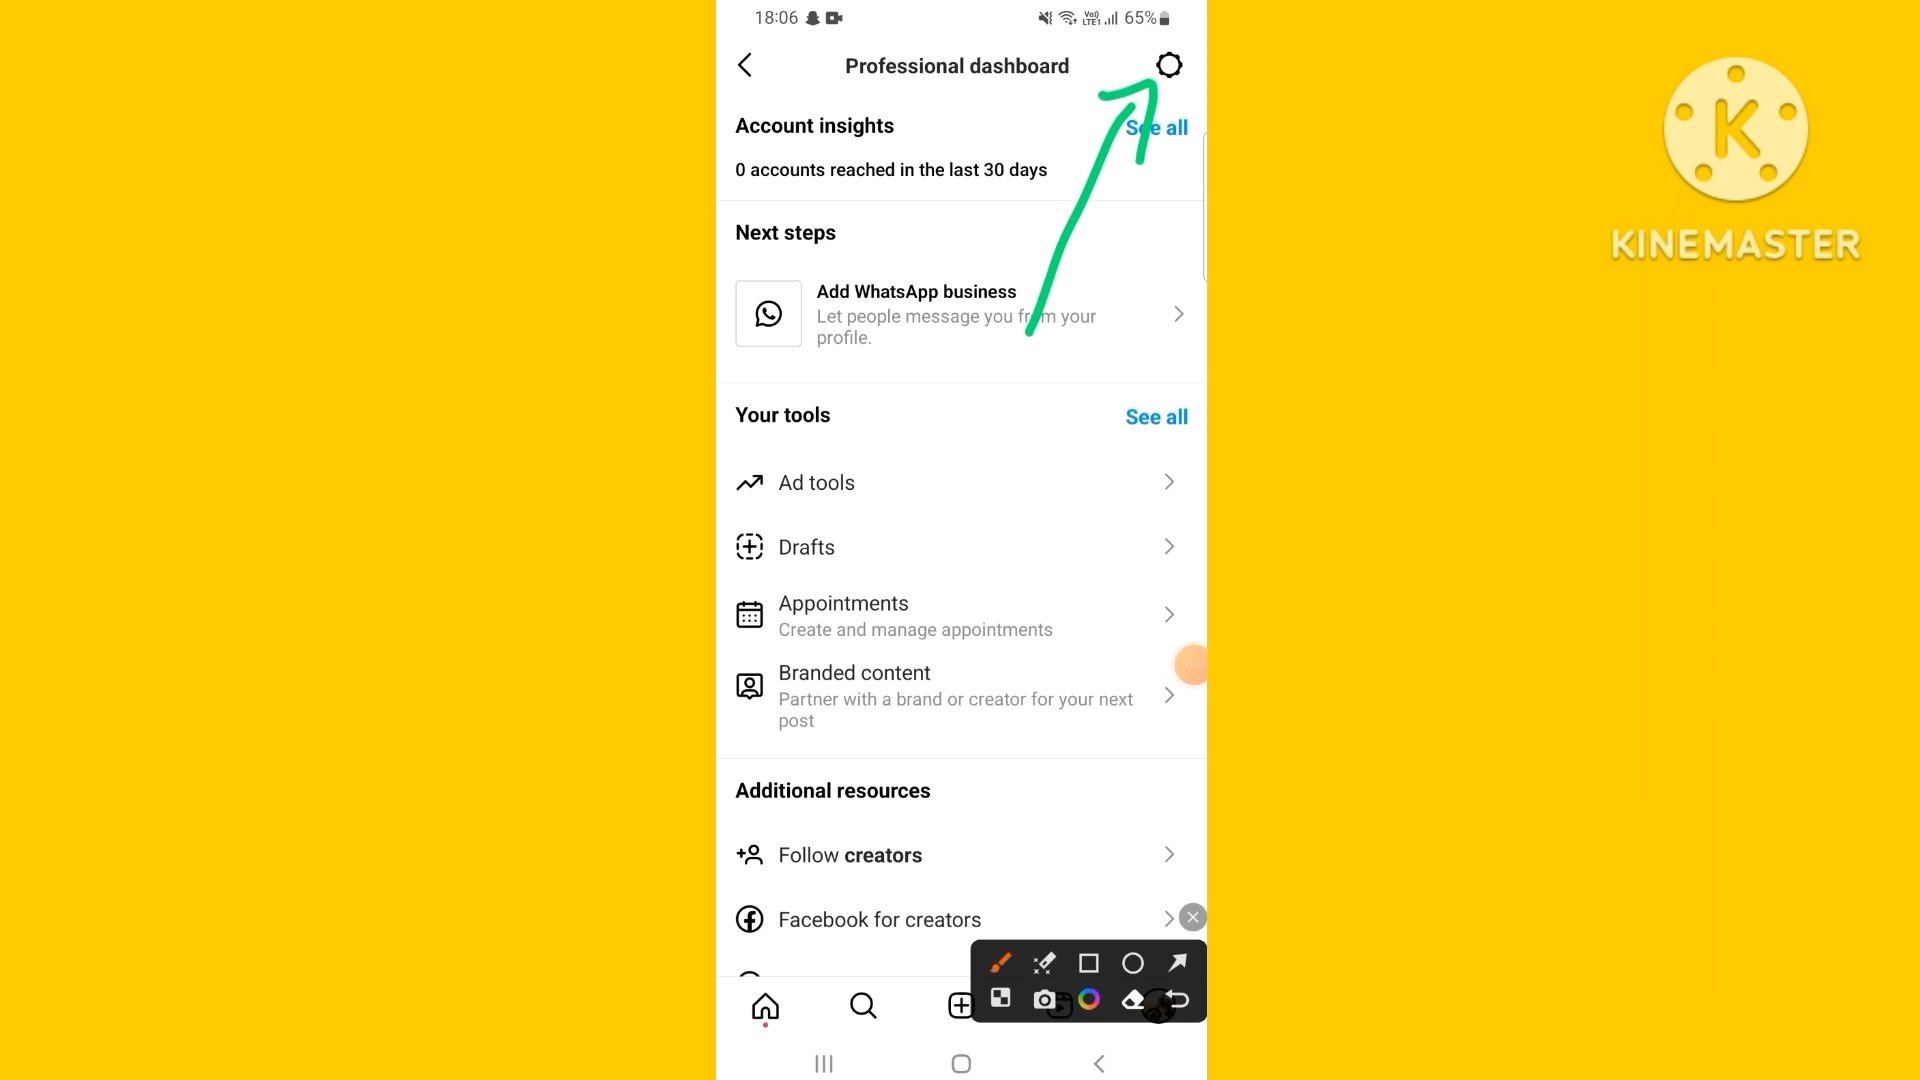 18:06
Vo))
LTE1
65%
Professional dashboard
Account insights
See all
0 accounts reached in the last 30 days
Next steps
Add WhatsApp business
Let people message you from your
profile.
Your tools
See all
Ad tools
Drafts
Appointments
Create and manage appointments
Branded content
Partner with a brand or creator for your next
post
Additional resources
Follow creators
Facebook for creators
K
KINEMASTER